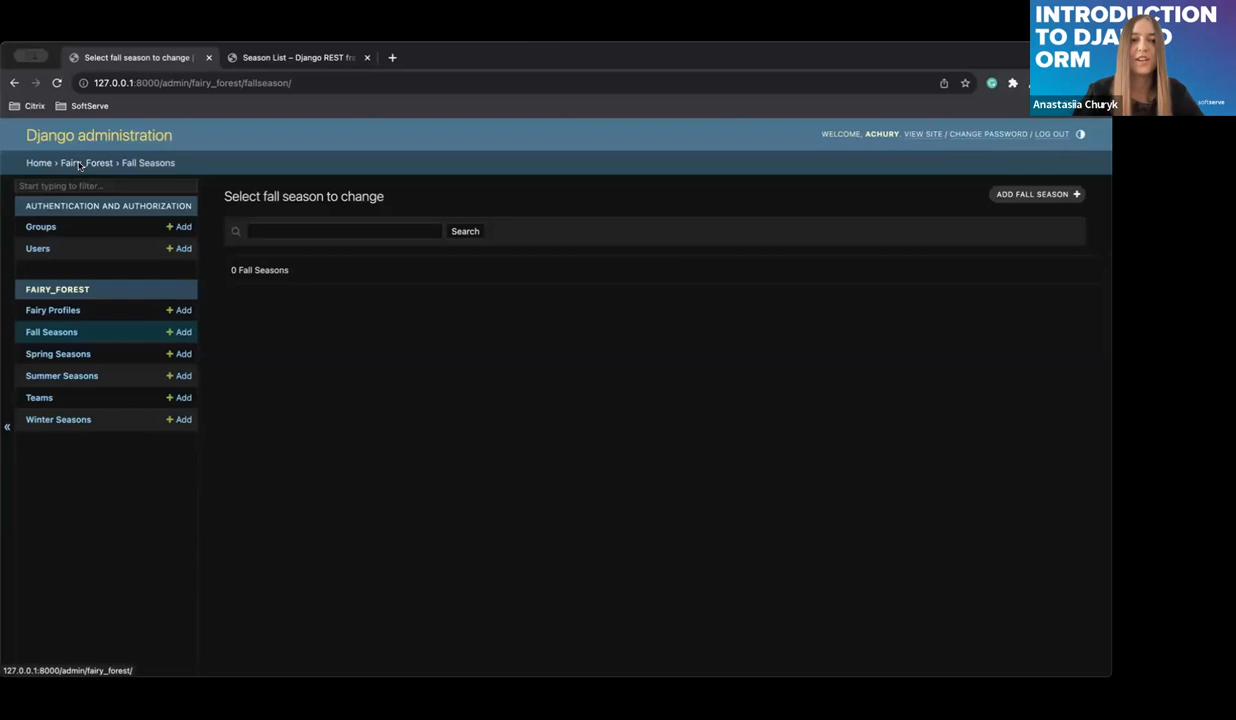 INTRODUCTION
TO DJANGO
ORM
Anastasiia Churyk
softserve
Select fall season to change |
Season List – Django REST fra
127.0.0.1:8000/admin/fairy_forest/fallseason/
Citrix
SoftServe
Django administration
WELCOME, ACHURY. VIEW SITE / CHANGE PASSWORD / LOG OUT
Home › Fairy_Forest › Fall Seasons
Start typing to filter...
AUTHENTICATION AND AUTHORIZATION
Groups + Add
Users + Add
FAIRY_FOREST
Fairy Profiles + Add
Fall Seasons + Add
Spring Seasons + Add
Summer Seasons + Add
Teams + Add
Winter Seasons + Add
«
Select fall season to change
ADD FALL SEASON +
Search
0 Fall Seasons
127.0.0.1:8000/admin/fairy_forest/